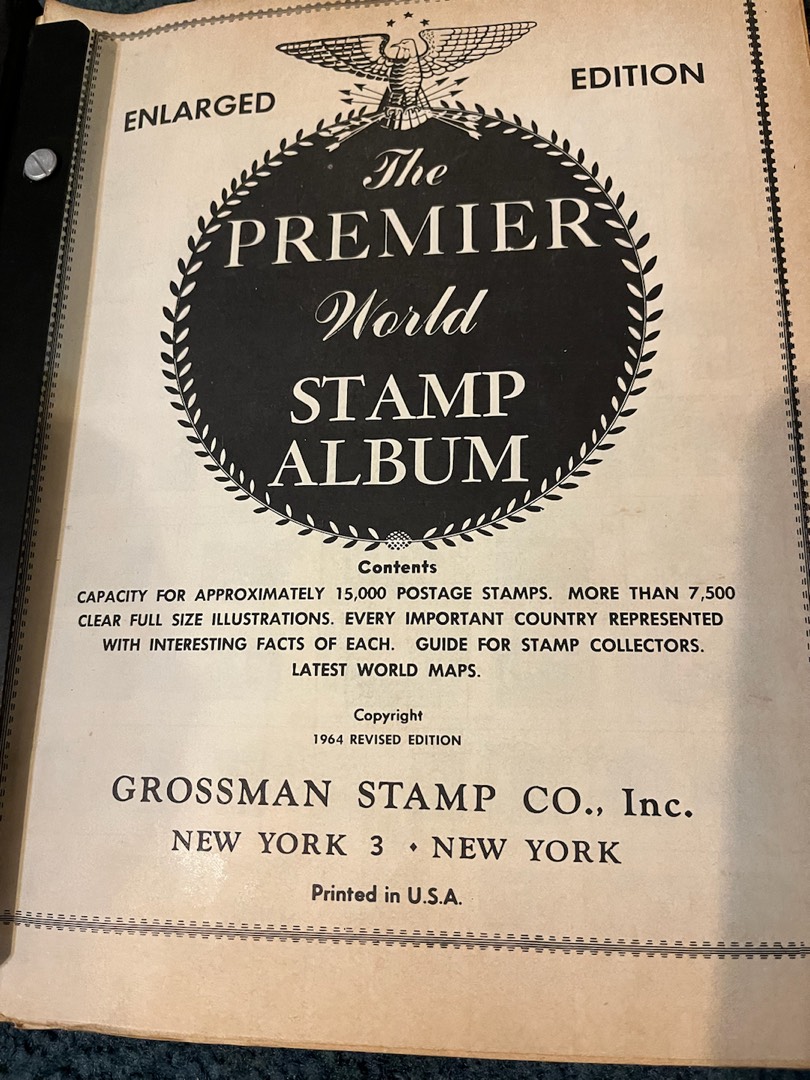 ENLARGED EDITION
The
PREMIER
World
STAMP
ALBUM
Contents
CAPACITY FOR APPROXIMATELY 15,000 POSTAGE STAMPS. MORE THAN 7,500
CLEAR FULL SIZE ILLUSTRATIONS. EVERY IMPORTANT COUNTRY REPRESENTED
WITH INTERESTING FACTS OF EACH. GUIDE FOR STAMP COLLECTORS.
LATEST WORLD MAPS.
Copyright
1964 REVISED EDITION
GROSSMAN STAMP CO., Inc.
NEW YORK 3 ⬩ NEW YORK
Printed in U.S.A.